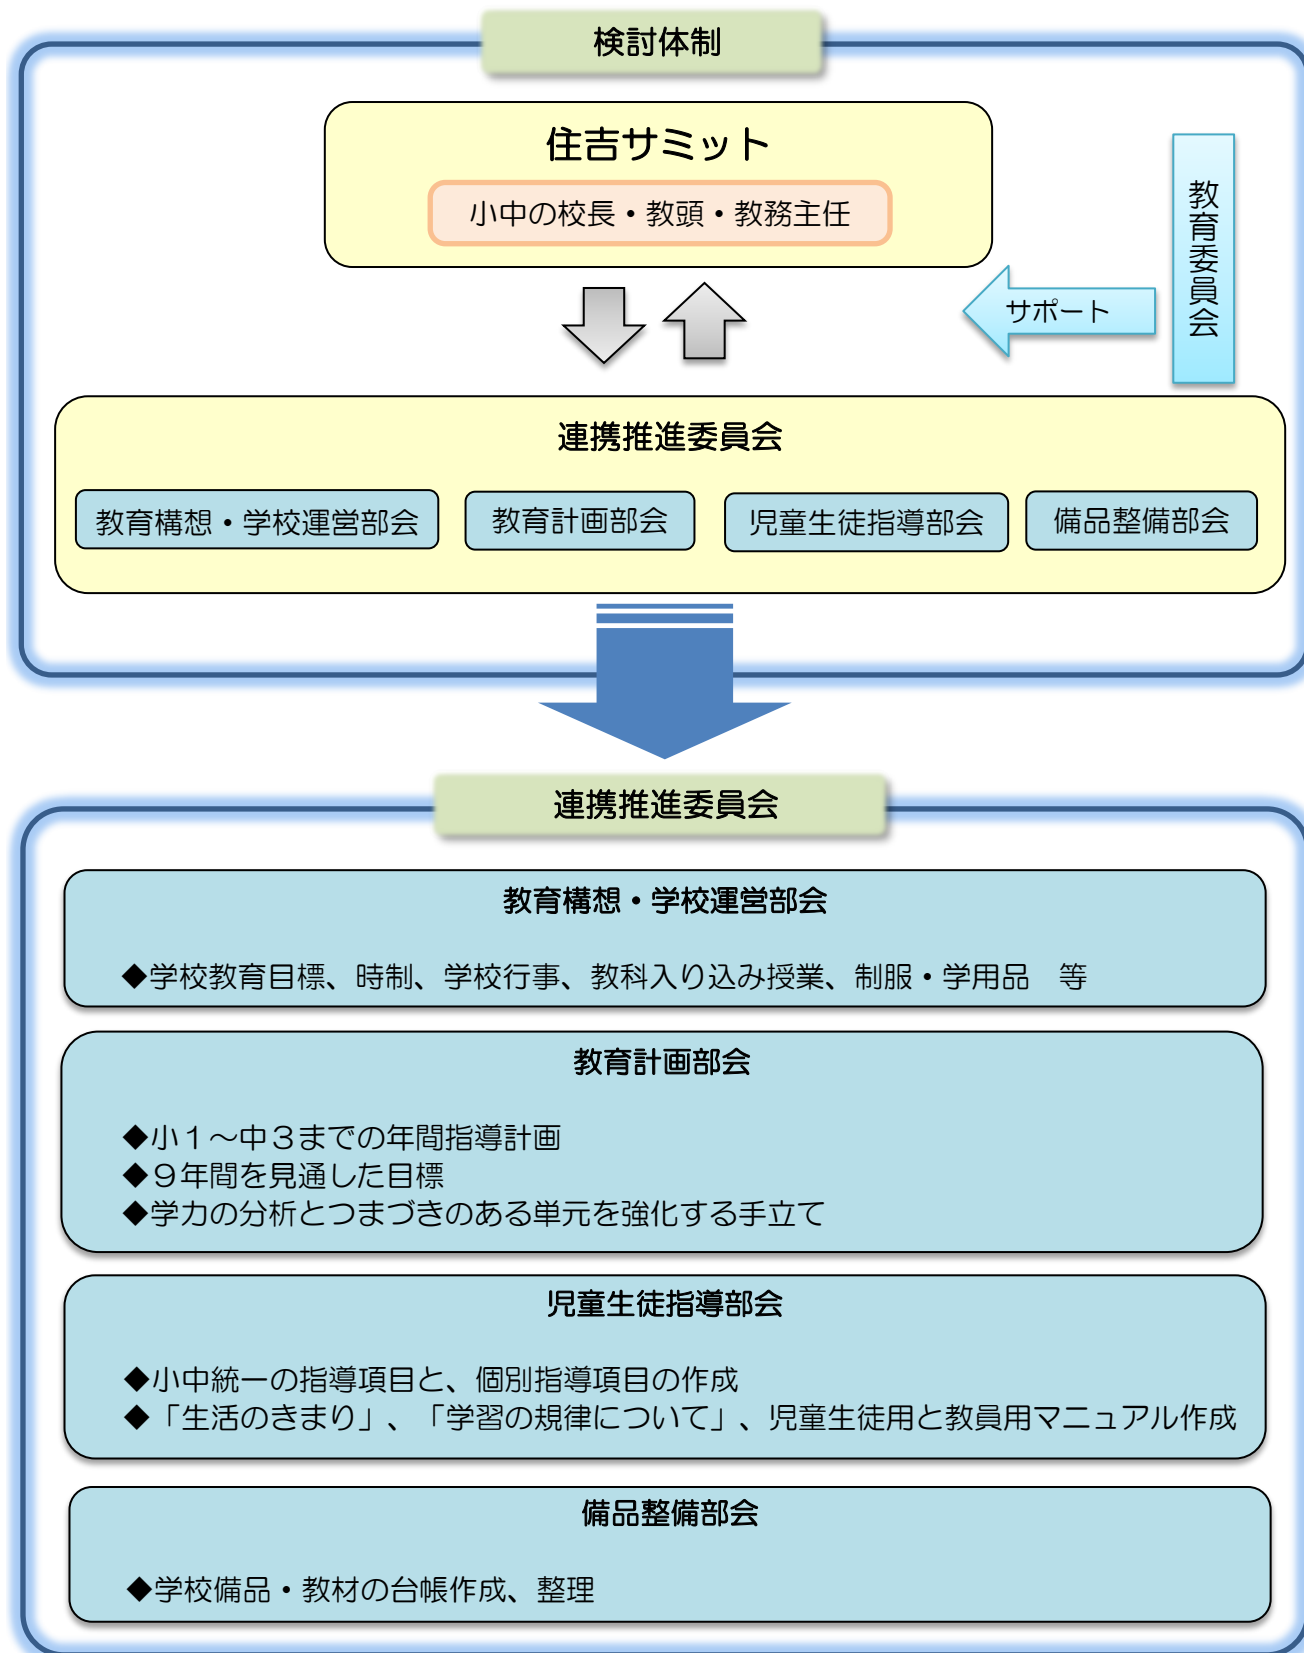 検討体制
住吉サミット
小中の校長・教頭・教務主任
教育委員会
サポート
連携推進委員会
教育構想・学校運営部会
教育計画部会
児童生徒指導部会
備品整備部会
連携推進委員会
教育構想・学校運営部会
◆学校教育目標、時制、学校行事、教科入り込み授業、制服・学用品　等
教育計画部会
◆小１～中３までの年間指導計画
◆９年間を見通した目標
◆学力の分析とつまづきのある単元を強化する手立て
児童生徒指導部会
◆小中統一の指導項目と、個別指導項目の作成
◆「生活のきまり」、「学習の規律について」、児童生徒用と教員用マニュアル作成
備品整備部会
◆学校備品・教材の台帳作成、整理